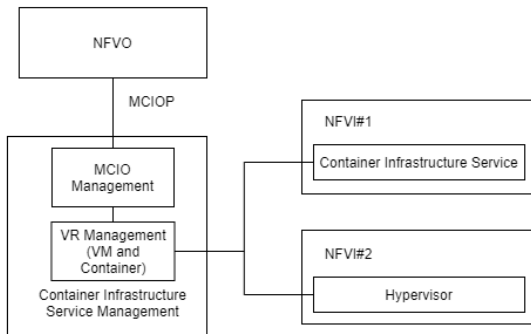 NFVO
MCIOP
MCIO
Management
VR Management
(VM and
Container)
Container Infrastructure
Service Management
NFVI#1
Container Infrastructure Service
NFVI#2
Hypervisor